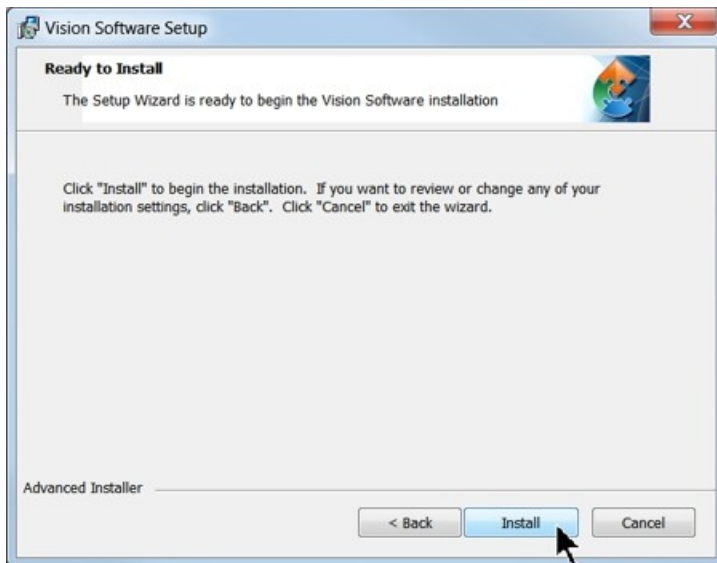 Vision Software Setup
Ready to Install
The Setup Wizard is ready to begin the Vision Software installation
Click "Install" to begin the installation.  If you want to review or change any of your
installation settings, click "Back".  Click "Cancel" to exit the wizard.
Advanced Installer
< Back
Install
Cancel